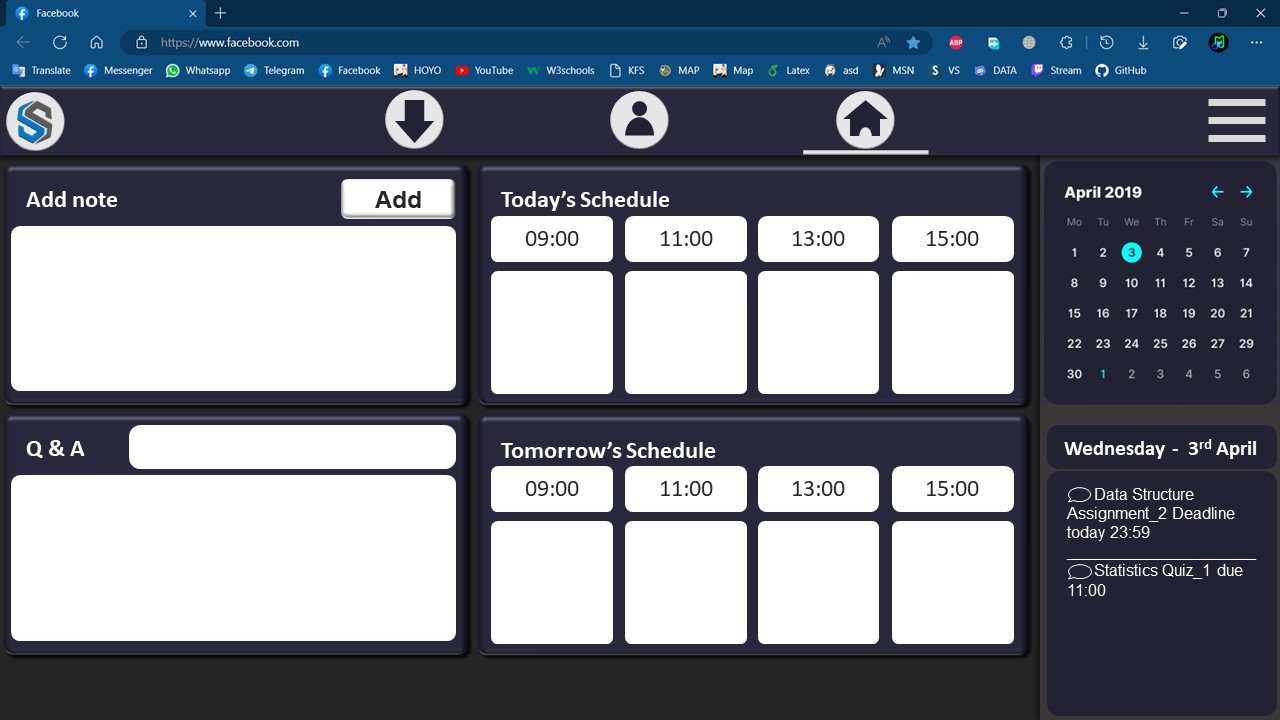 Facebook
https://www.facebook.com
ABP
Translate Messenger Whatsapp Telegram Facebook HOYO YouTube W3schools KFS MAP Map Latex asd MSN VS DATA Stream GitHub
Add note
Add
Today's Schedule
09:00 11:00 13:00 15:00
Q & A
Tomorrow's Schedule
09:00 11:00 13:00 15:00
April 2019
Mo Tu We Th Fr Sa Su
1 2 3 4 5 6 7
8 9 10 11 12 13 14
15 16 17 18 19 20 21
22 23 24 25 26 27 29
30 1 2 3 4 5 6
Wednesday - 3rd April
Data Structure
Assignment_2 Deadline
today 23:59
Statistics Quiz_1 due
11:00